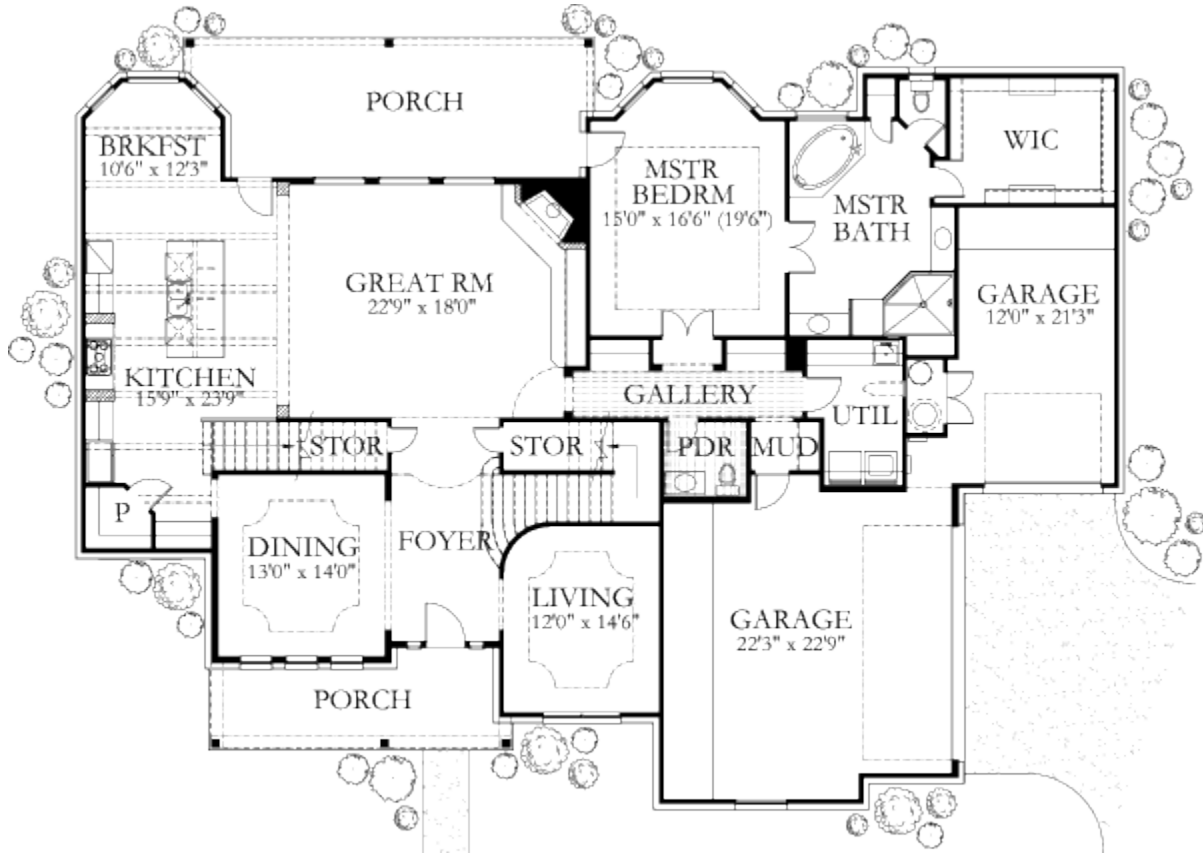 PORCH
BRKFST
10'6" x 12'3"
MSTR
BEDRM
15'0" x 16'6" (19'6")
WIC
MSTR
BATH
GREAT RM
22'9" x 18'0"
GARAGE
12'0" x 21'3"
KITCHEN
15'9" x 23'9"
GALLERY
UTIL
STOR
STOR
PDR
MUD
P
DINING
13'0" x 14'0"
FOYER
LIVING
12'0" x 14'6"
GARAGE
22'3" x 22'9"
PORCH